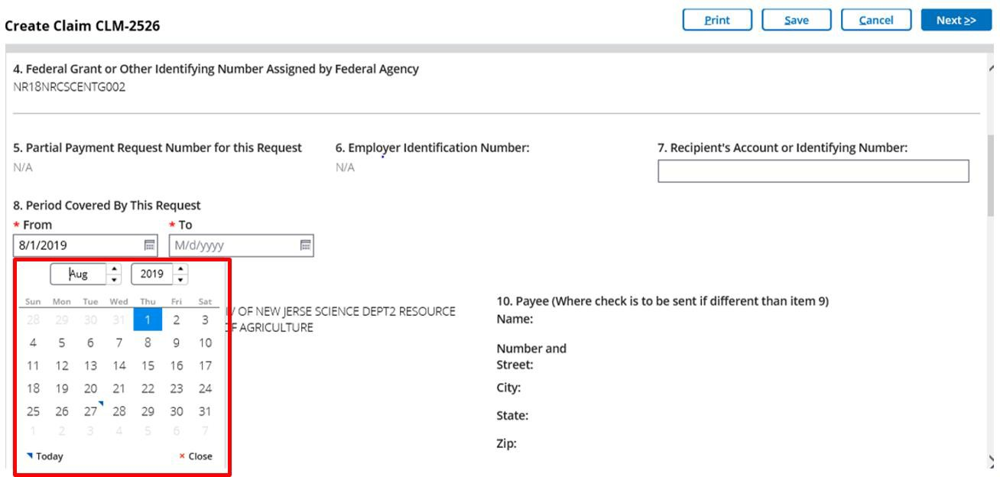 Create Claim CLM-2526
Print Save Cancel Next >>
4. Federal Grant or Other Identifying Number Assigned by Federal Agency
NR18NRCSCENTG002
5. Partial Payment Request Number for this Request
N/A
6. Employer Identification Number:
N/A
7. Recipient's Account or Identifying Number:
8. Period Covered By This Request
* From
8/1/2019
* To
M/d/yyyy
Aug 2019
Sun Mon Tue Wed Thu Fri Sat
28 29 30 31 1 2 3
4 5 6 7 8 9 10
11 12 13 14 15 16 17
18 19 20 21 22 23 24
25 26 27 28 29 30 31
1 2 3 4 5 6 7
Today × Close
OF NEW JERSE SCIENCE DEPT2 RESOURCE
AGRICULTURE
10. Payee (Where check is to be sent if different than item 9)
Name:
Number and
Street:
City:
State:
Zip: